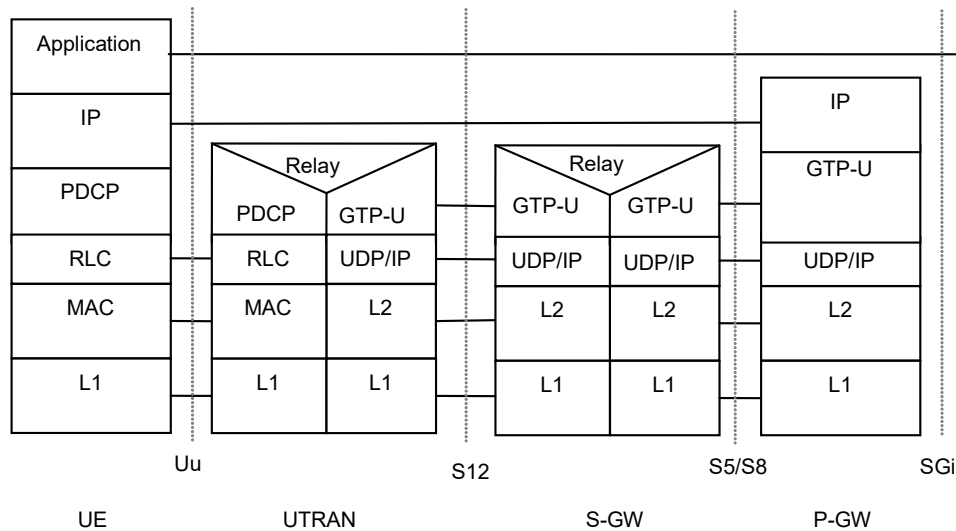 Application
IP
IP
Relay
Relay
GTP-U
PDCP
PDCP
GTP-U
GTP-U
GTP-U
RLC
RLC
UDP/IP
UDP/IP
UDP/IP
UDP/IP
MAC
MAC
L2
L2
L2
L2
L1
L1
L1
L1
L1
L1
Uu
S12
S5/S8
SGi
UE
UTRAN
S-GW
P-GW